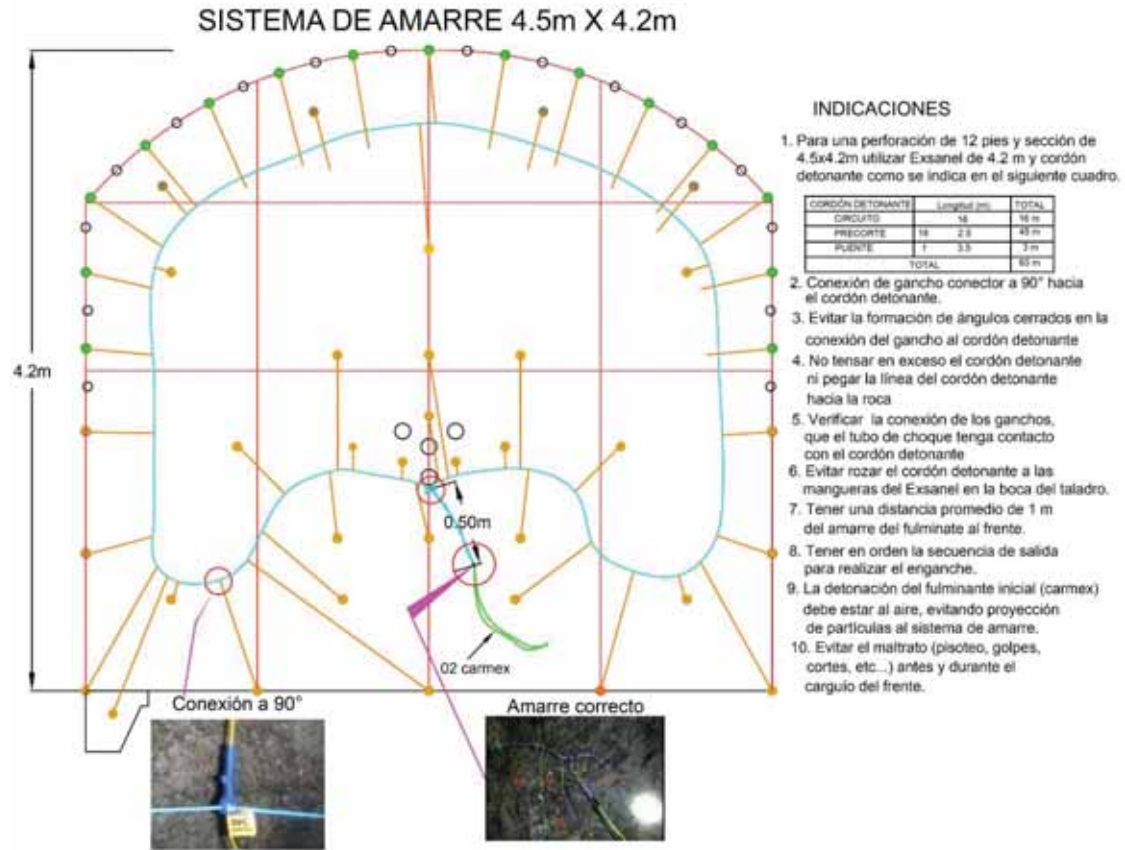 SISTEMA DE AMARRE 4.5m X 4.2m
INDICACIONES
1. Para una perforación de 12 pies y sección de
4.5x4.2m utilizar Exsanel de 4.2 m y cordón
detonante como se indica en el siguiente cuadro.
CORDÓN DETONANTE Longitud (m) TOTAL
CIRCUITO 16 16 m
PRECORTE 18 2.5 45 m
PUENTE 1 3.5 3 m
TOTAL
2. Conexión de gancho conector a 90° hacia
el cordón detonante.
3. Evitar la formación de ángulos cerrados en la
conexión del gancho al cordón detonante
4. No tensar en exceso el cordón detonante
ni pegar la línea del cordón detonante
hacia la roca
5. Verificar la conexión de los ganchos,
que el tubo de choque tenga contacto
con el cordón detonante
6. Evitar rozar el cordón detonante a las
mangueras del Exsanel en la boca del taladro.
7. Tener una distancia promedio de 1 m
del amarre del fulminate al frente.
8. Tener en orden la secuencia de salida
para realizar el enganche.
9. La detonación del fulminante inicial (carmex)
debe estar al aire, evitando proyección
de partículas al sistema de amarre.
10. Evitar el maltrato (pisoteo, golpes,
cortes, etc...) antes y durante el
carguío del frente.
4.2m
0.50m
02 carmex
Conexión a 90°
Amarre correcto